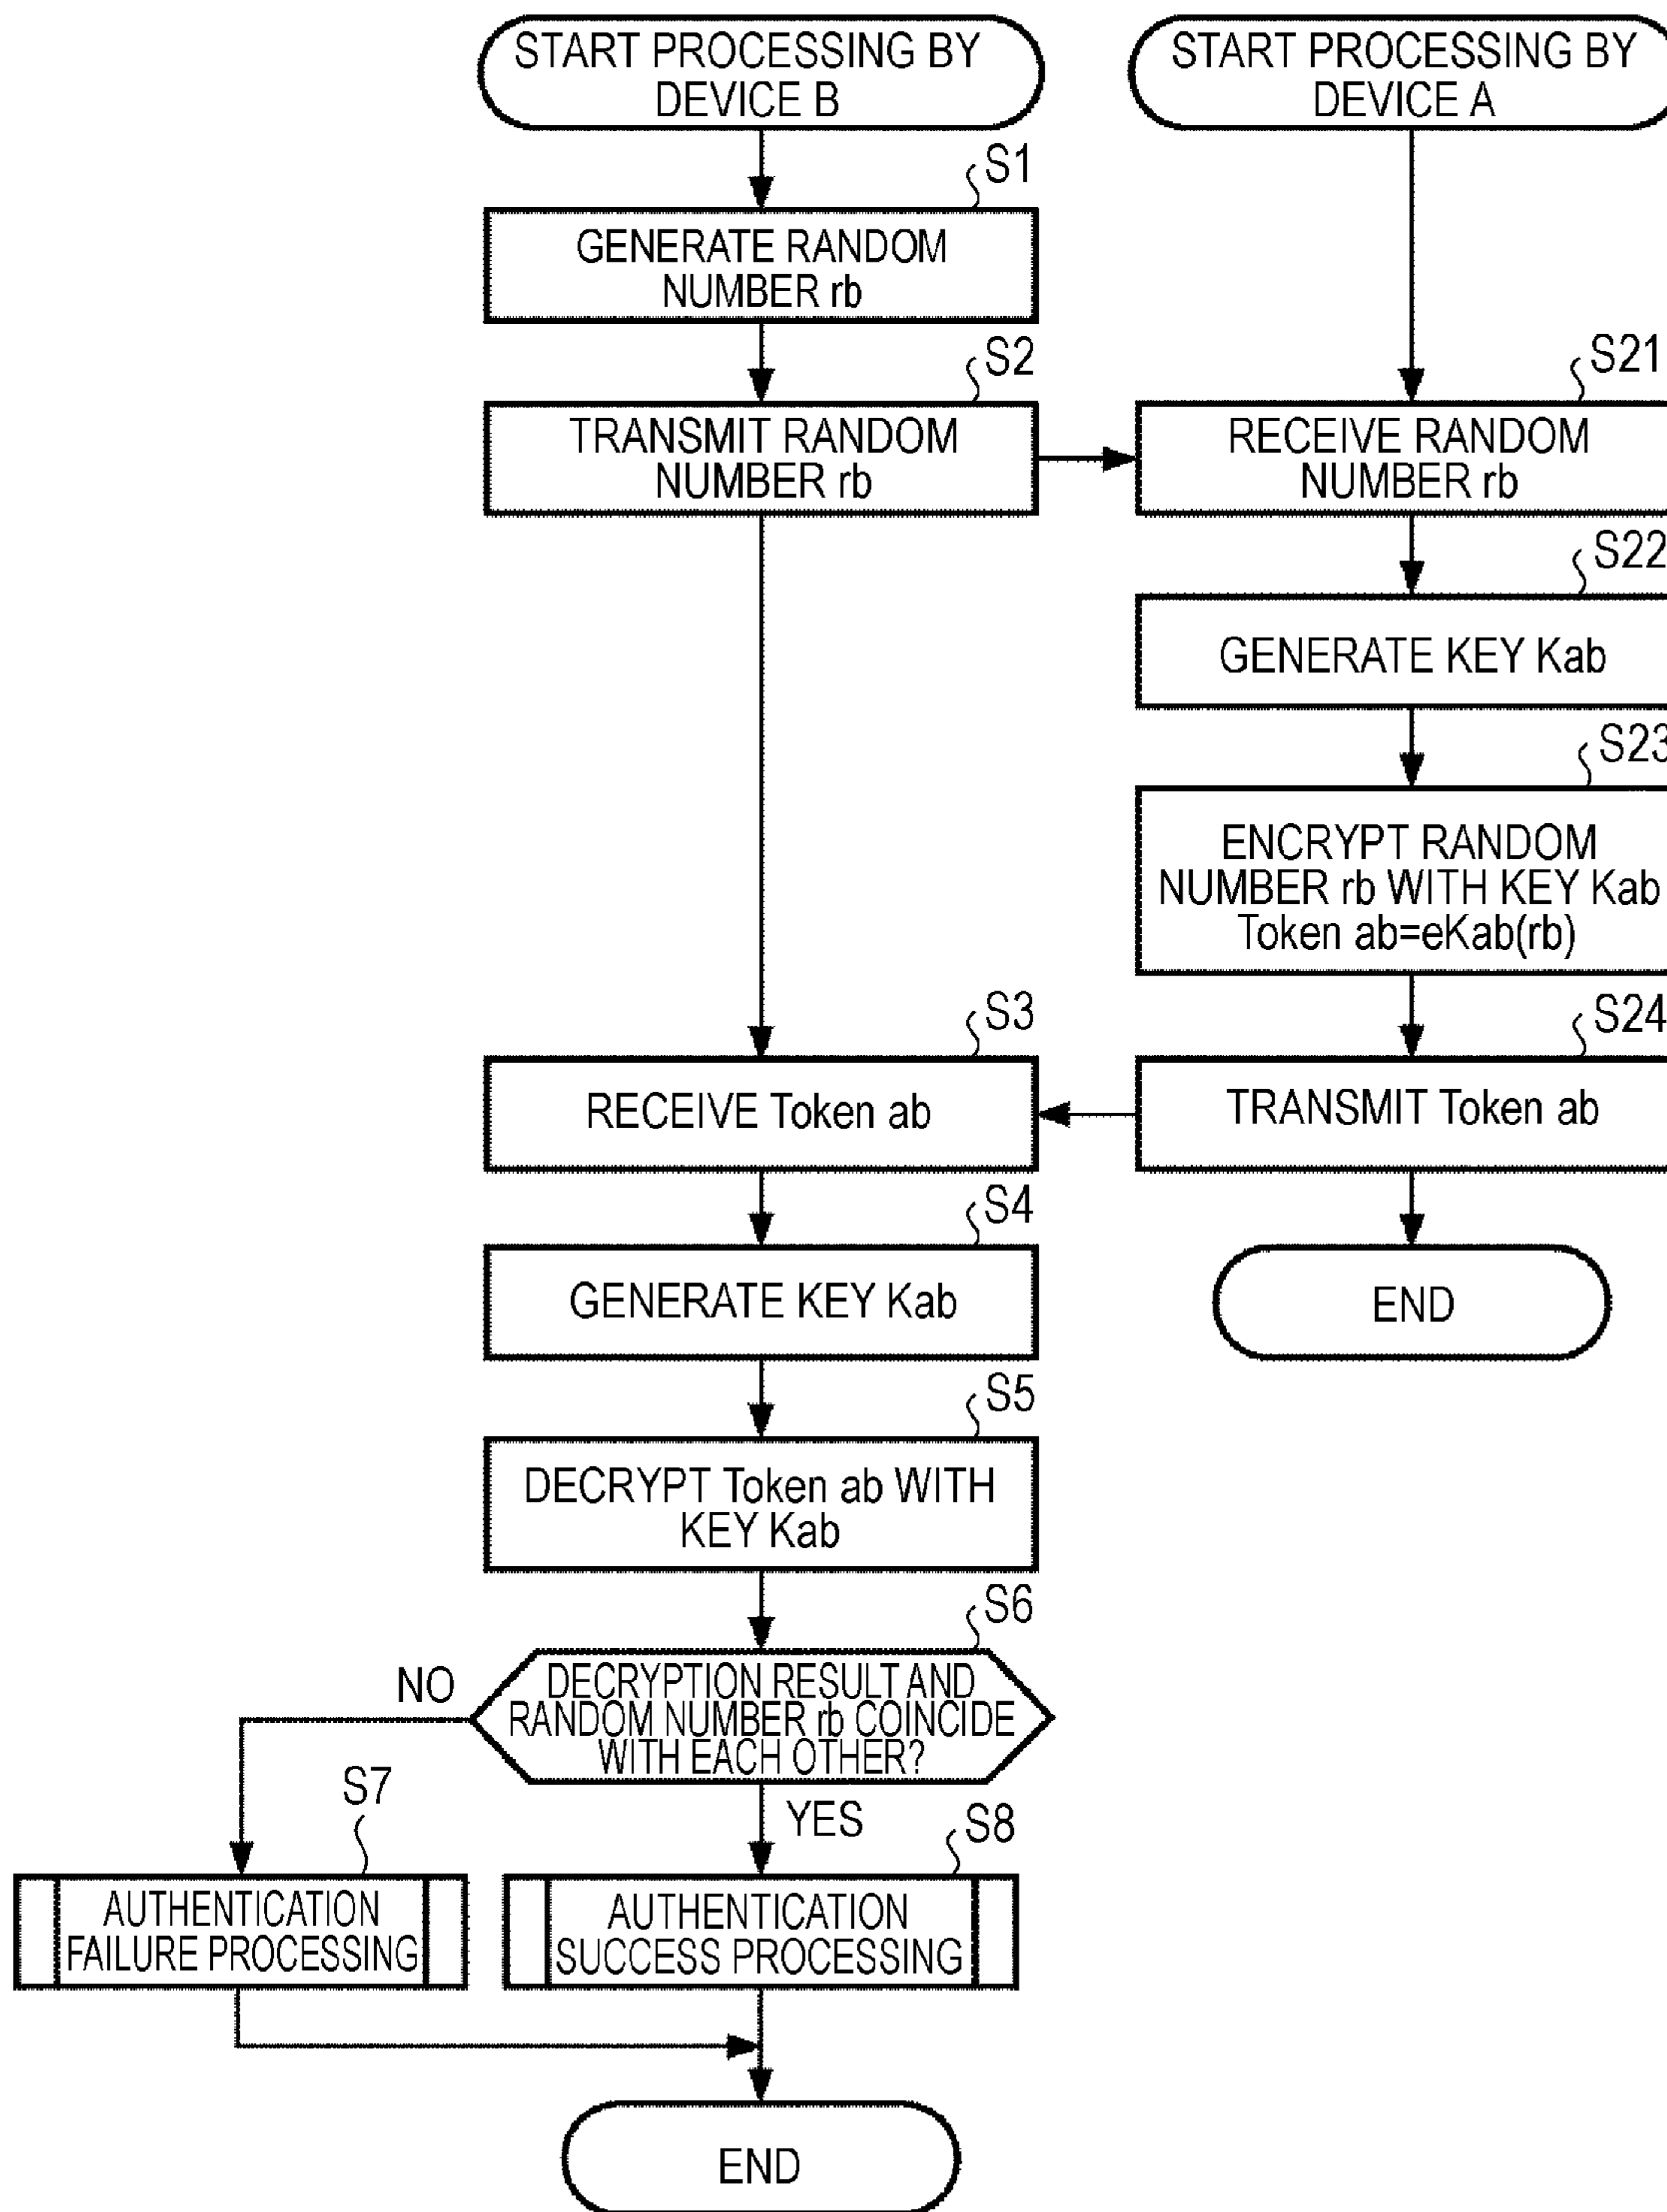 START PROCESSING BY
DEVICE B
START PROCESSING BY
DEVICE A
S1
GENERATE RANDOM
NUMBER rb
S2
TRANSMIT RANDOM
NUMBER rb
S21
RECEIVE RANDOM
NUMBER rb
S22
GENERATE KEY Kab
S23
ENCRYPT RANDOM
NUMBER rb WITH KEY Kab
Token ab=eKab(rb)
S3
RECEIVE Token ab
S24
TRANSMIT Token ab
S4
GENERATE KEY Kab
END
S5
DECRYPT Token ab WITH
KEY Kab
S6
DECRYPTION RESULT AND
RANDOM NUMBER rb COINCIDE
WITH EACH OTHER?
NO
YES
S7
AUTHENTICATION
FAILURE PROCESSING
S8
AUTHENTICATION
SUCCESS PROCESSING
END